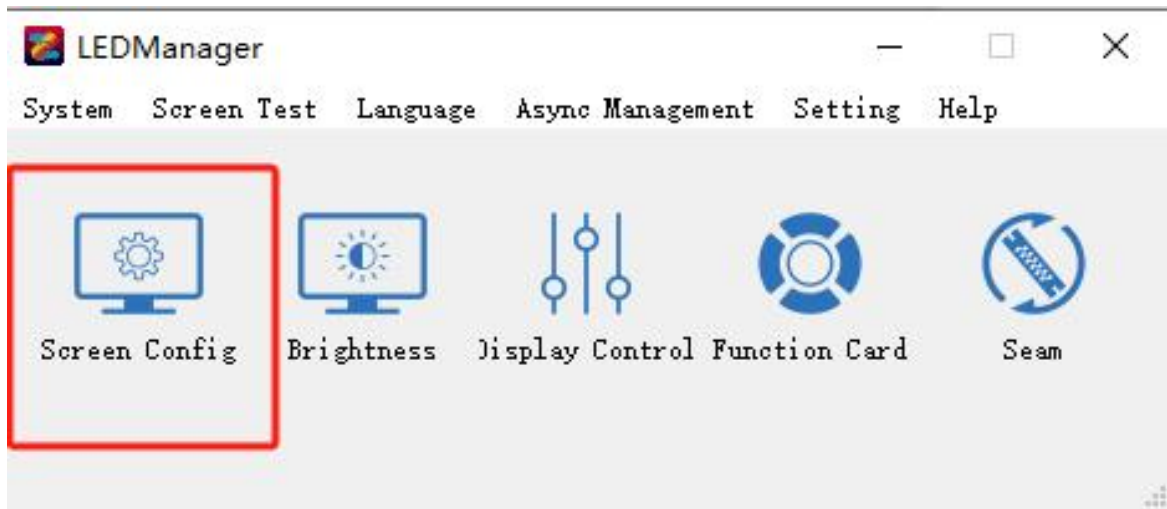 LEDManager
System Screen Test Language Async Management Setting Help
Screen Config Brightness Display Control Function Card Seam